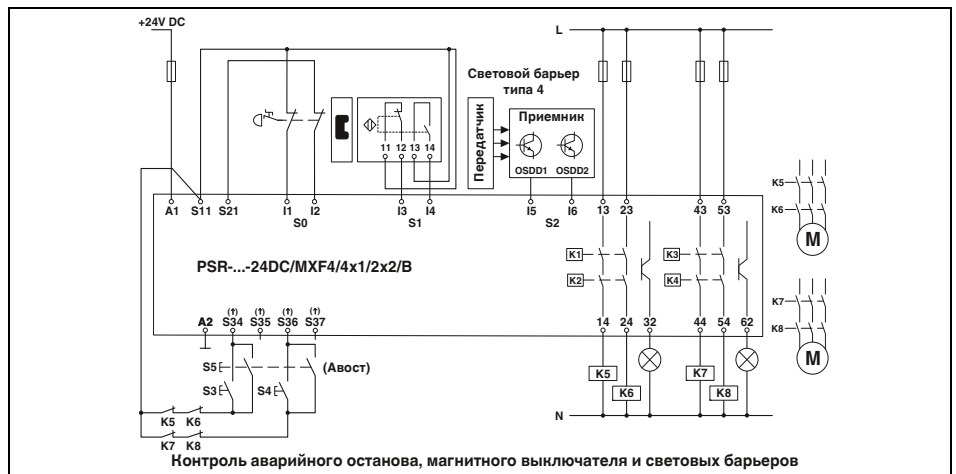 +24V DC
L
Световой барьер
типа 4
Передатчик
Приемник
OSDD1 OSDD2
11 12 13 14
A1 S11 S21 I1 I2 I3 I4 I5 I6 13 23 43 53
S0 S1 S2
K5
K6
M
K1 K3
K2 K4
PSR-...-24DC/MXF4/4x1/2x2/B
K7
K8
M
(†) (†) (†) (†)
A2 S34 S35 S36 S37 14 24 32 44 54 62
S5 (Авост)
S3 S4
K5 K7
K6 K8
K5 K6
K7 K8
N
Контроль аварийного останова, магнитного выключателя и световых барьеров